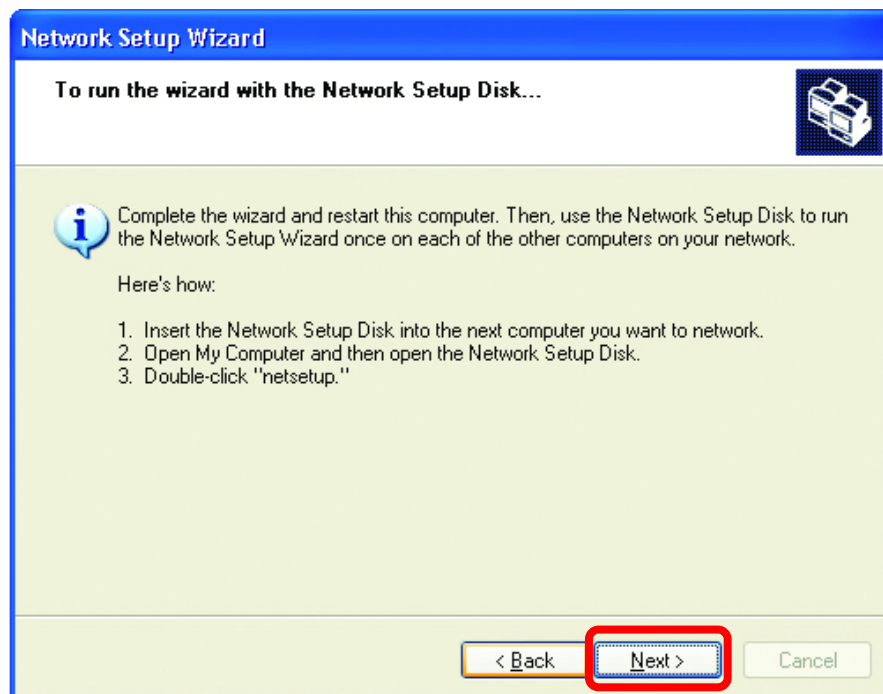 Network Setup Wizard
To run the wizard with the Network Setup Disk...
Complete the wizard and restart this computer. Then, use the Network Setup Disk to run
the Network Setup Wizard once on each of the other computers on your network.
Here's how:
1. Insert the Network Setup Disk into the next computer you want to network.
2. Open My Computer and then open the Network Setup Disk.
3. Double-click "netsetup."
< Back Next > Cancel